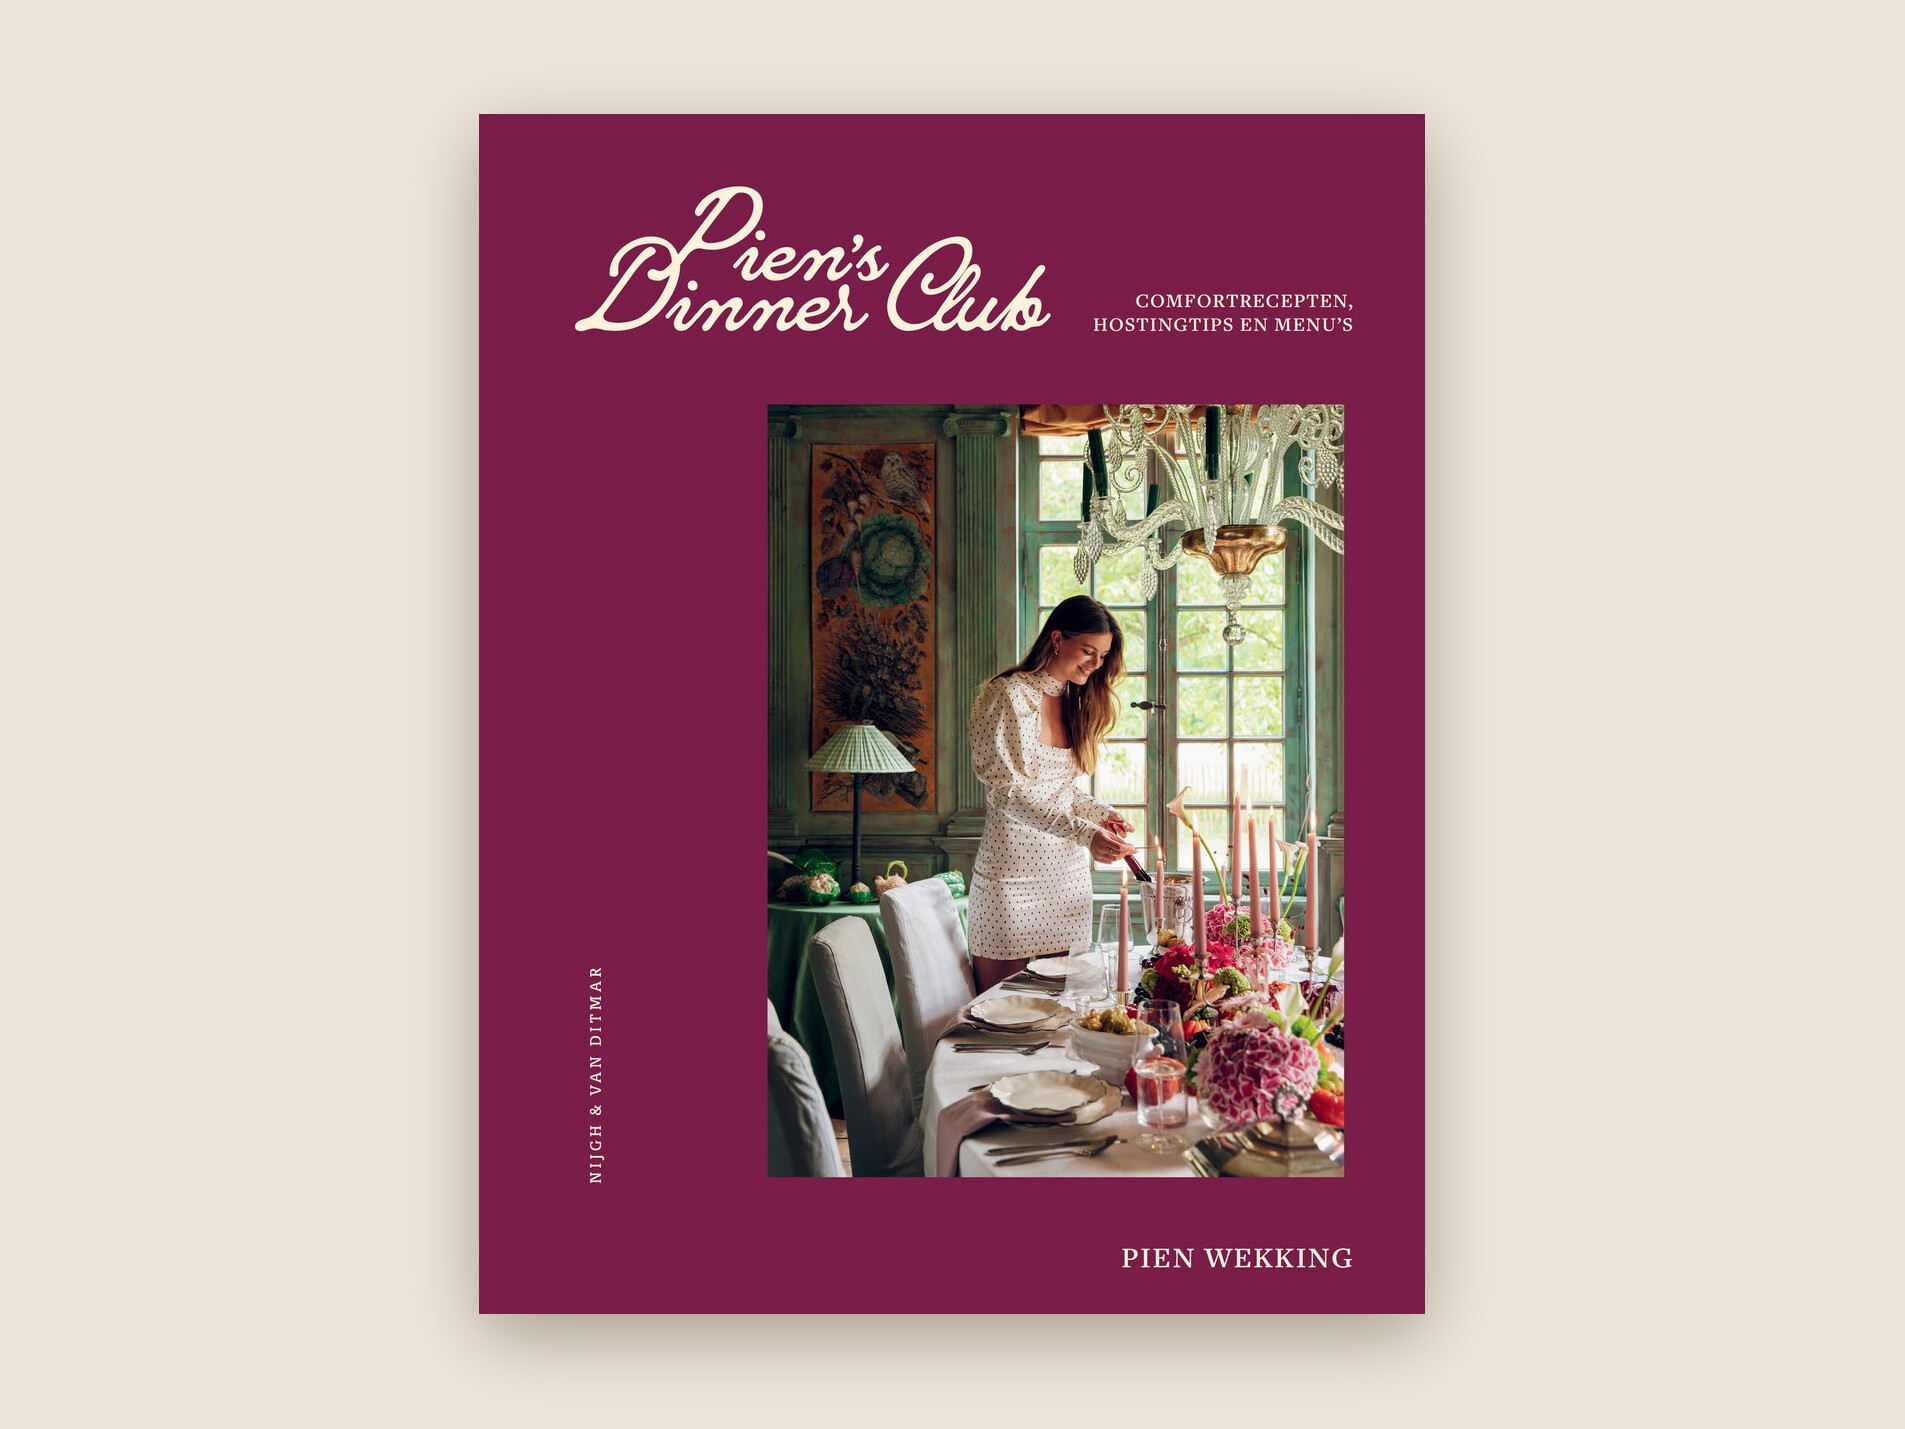 Pien's
Dinner Club
COMFORTRECEPTEN,
HOSTINGTIPS EN MENU'S
NIJGH & VAN DITMAR
PIEN WEKKING